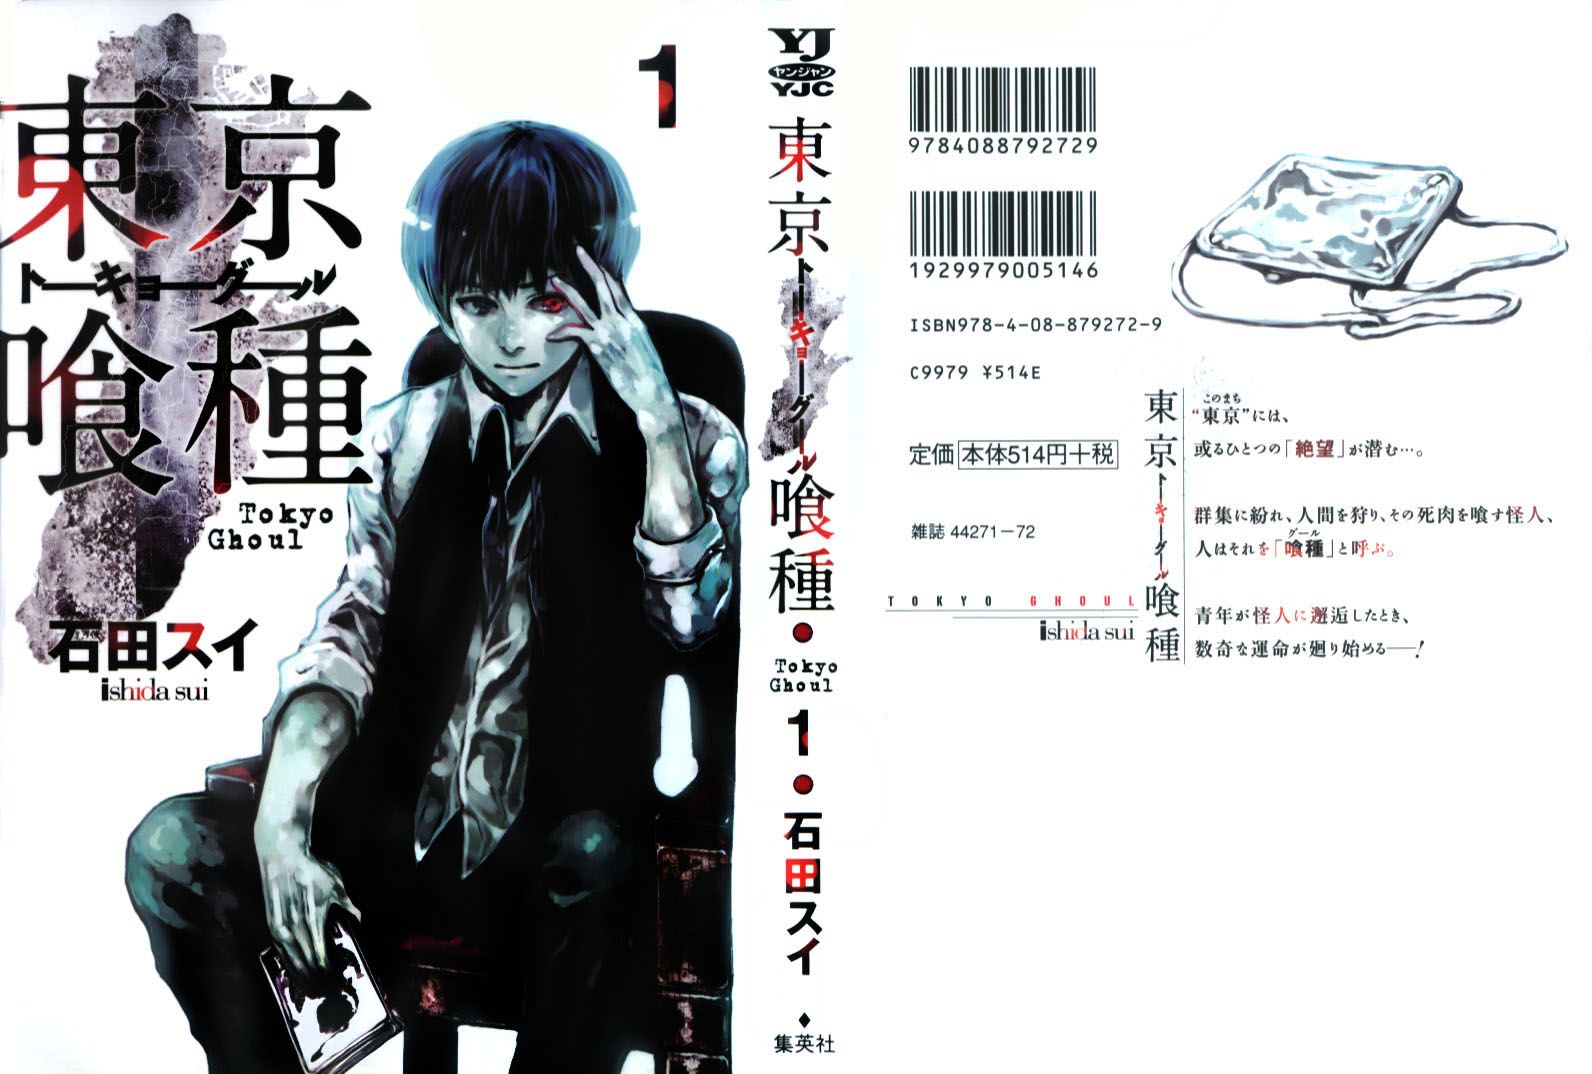 東京
トーキョーグール
喰種
Tokyo
Ghoul
石田スイ
ishida sui
1
YJ
ヤンジャン
YJC
東京トーキョーグール喰種
Tokyo
Ghoul
1
石田スイ
集英社
9784088792729
1929979005146
ISBN978-4-08-879272-9
C9979 ¥514E
定価 本体514円+税
雑誌 44271-72
TOKYO GHOUL
ishida sui
東京トーキョーグール喰種
このまち
“東京”には、
或るひとつの「絶望」が潜む…。
群集に紛れ、人間を狩り、その死肉を喰す怪人、
グール
人はそれを「喰種」と呼ぶ。
青年が怪人に邂逅したとき、
数奇な運命が廻り始める──!